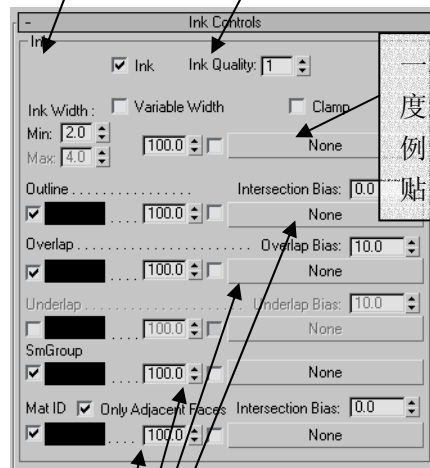 - Ink Controls
Ink
Ink Ink Quality: 1
Ink Width : Variable Width Clamp
Min: 2.0
Max: 4.0 100.0 None
一
度
例
贴
Outline . . . . . . . . . . . . . . . . Intersection Bias: 0.0
. . . . 100.0 None
Overlap . . . . . . . . . . . . . . . . . . . . . . Overlap Bias: 10.0
. . . . 100.0 None
Underlap . . . . . . . . . . . . . . . . . . . . . Underlap Bias: 10.0
. . . . 100.0 None
SmGroup
. . . . 100.0 None
Mat ID Only Adjacent Faces Intersection Bias: 0.0
. . . . 100.0 None